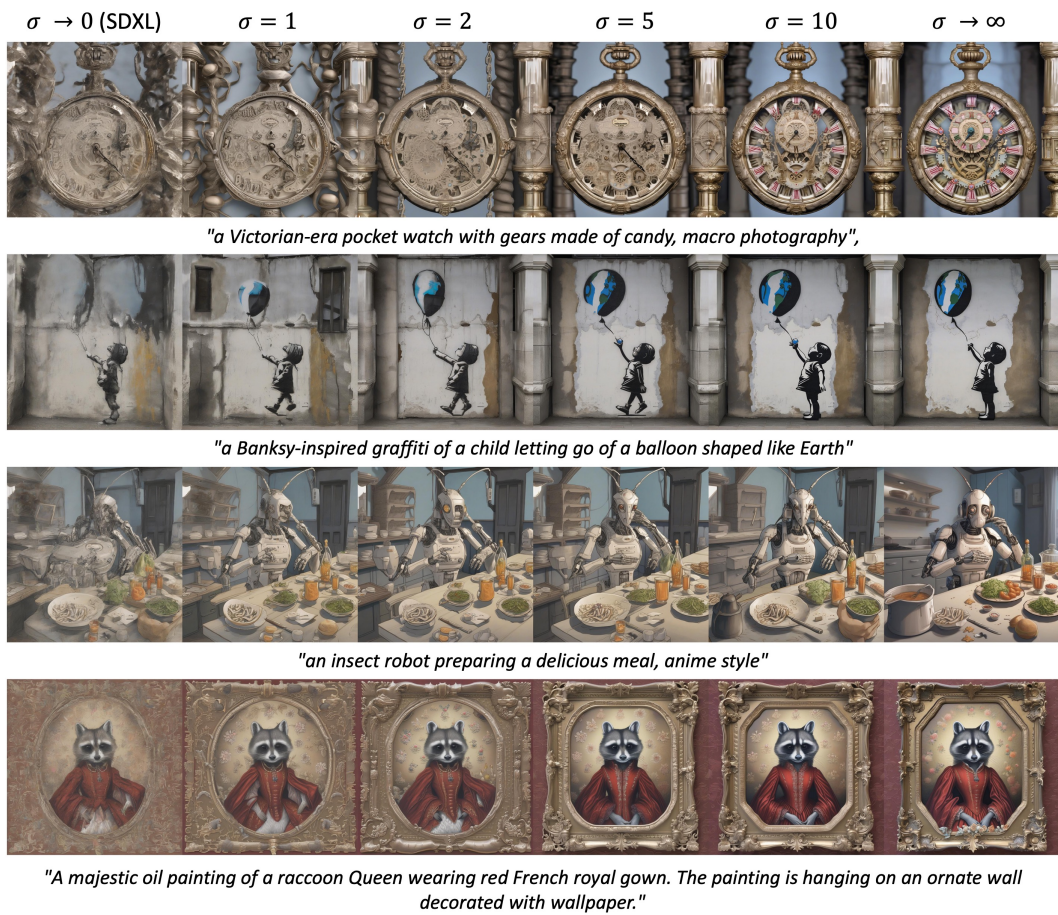 σ → 0 (SDXL) σ = 1 σ = 2 σ = 5 σ = 10 σ → ∞
"a Victorian-era pocket watch with gears made of candy, macro photography",
"a Banksy-inspired graffiti of a child letting go of a balloon shaped like Earth"
"an insect robot preparing a delicious meal, anime style"
"A majestic oil painting of a raccoon Queen wearing red French royal gown. The painting is hanging on an ornate wall
decorated with wallpaper."